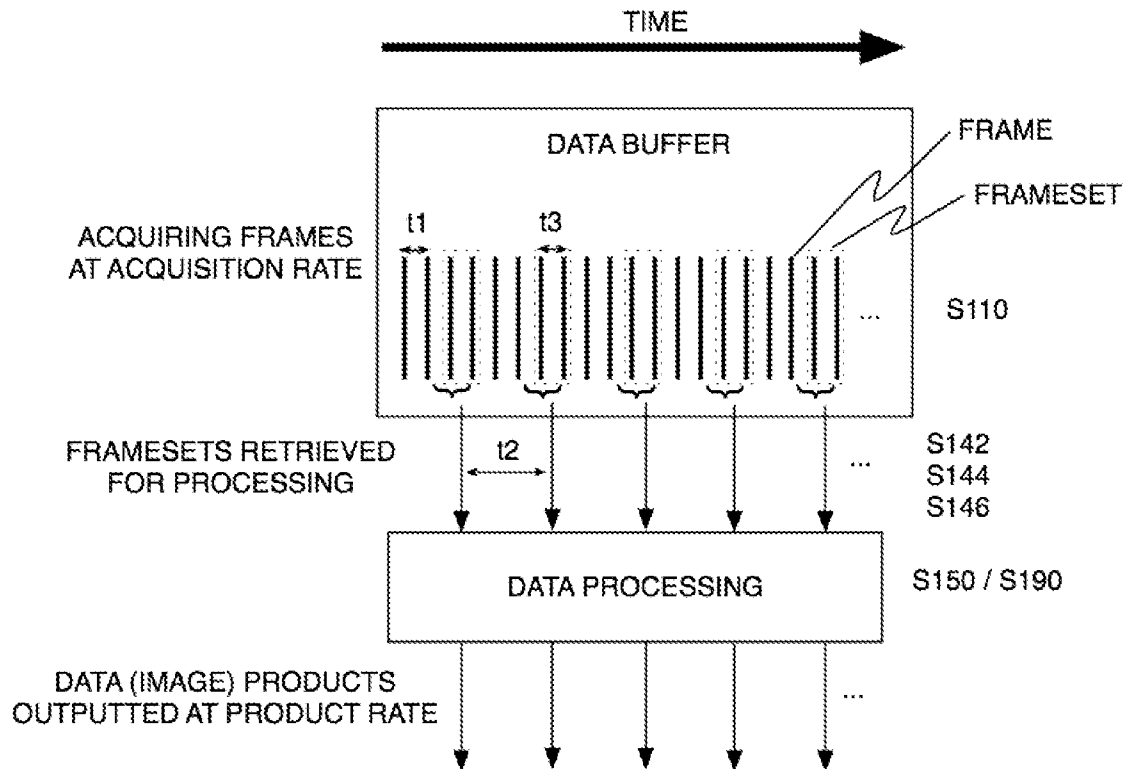 TIME
DATA BUFFER
FRAME
FRAMESET
t1
t3
ACQUIRING FRAMES
AT ACQUISITION RATE
...
S110
FRAMESETS RETRIEVED
FOR PROCESSING
t2
...
S142
S144
S146
DATA PROCESSING
S150 / S190
DATA (IMAGE) PRODUCTS
OUTPUTTED AT PRODUCT RATE
...